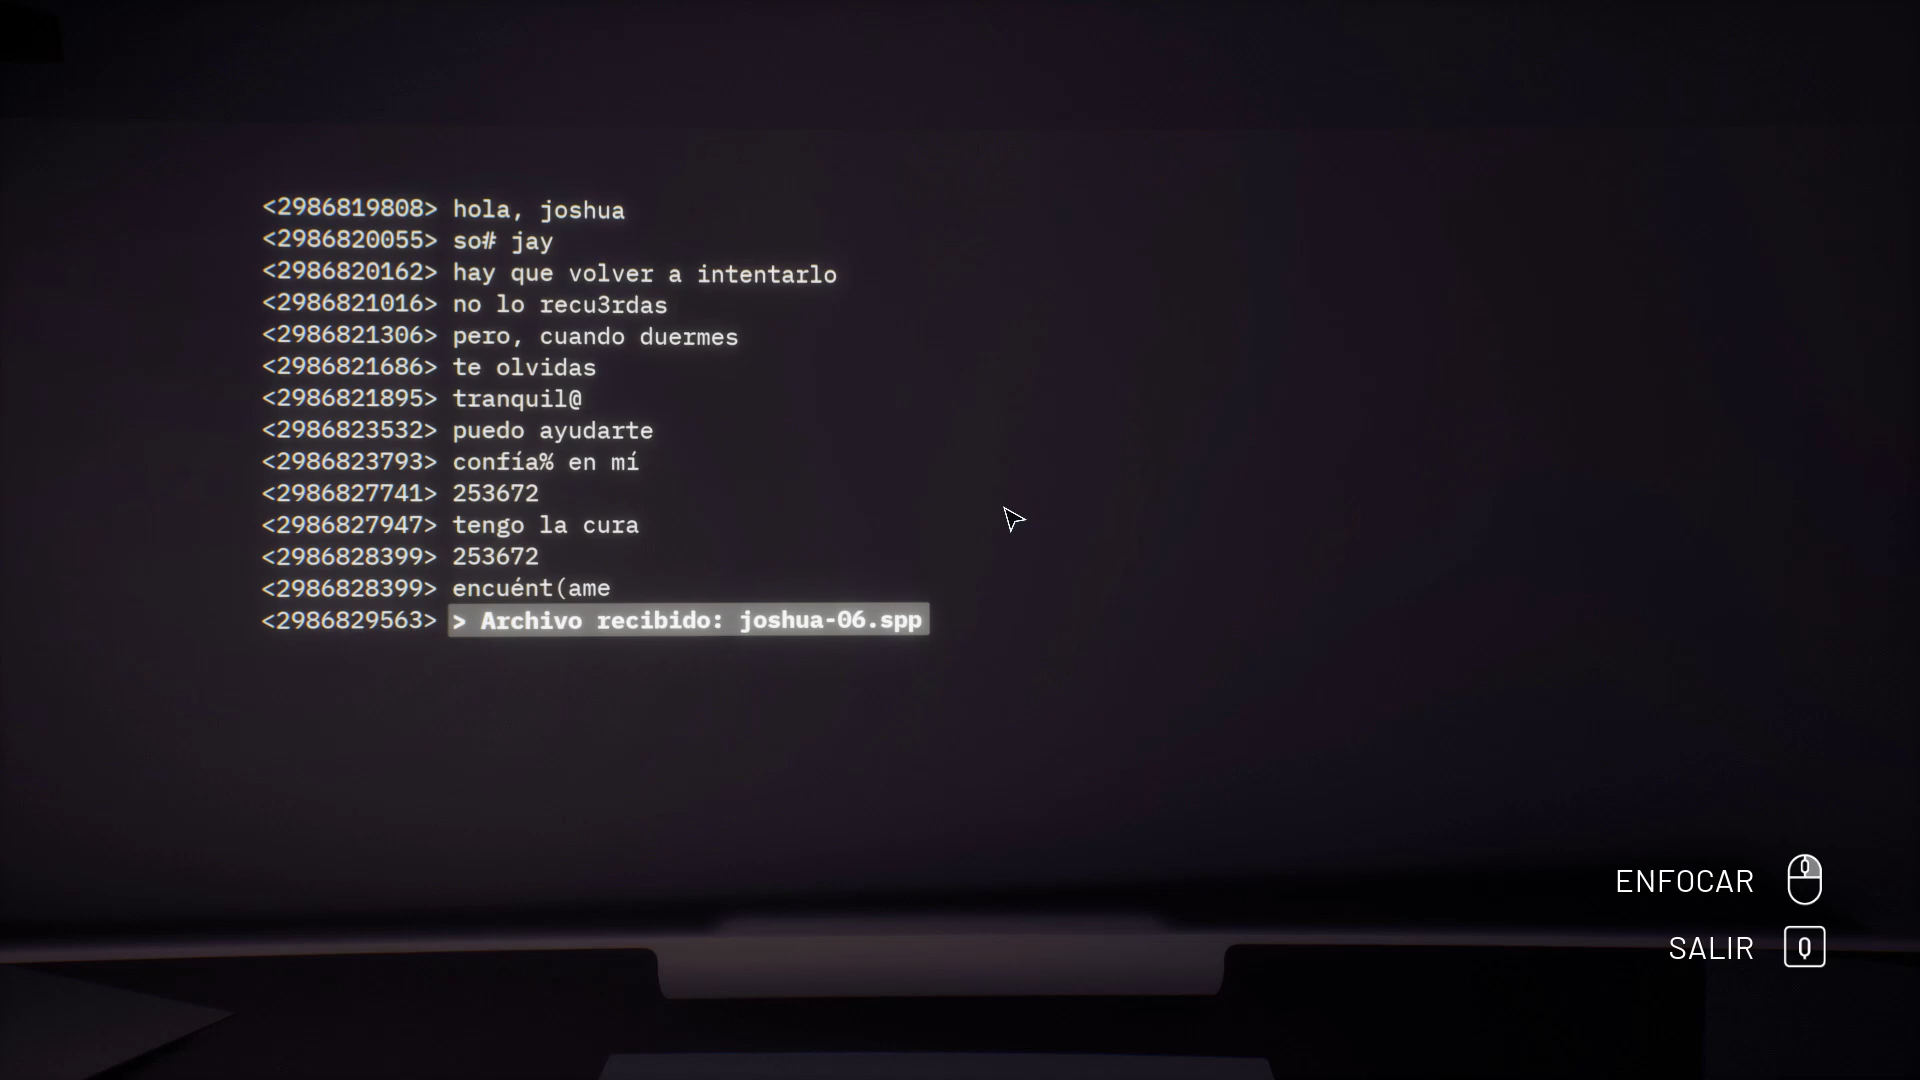 <2986819808> hola, joshua
<2986820055> so# jay
<2986820162> hay que volver a intentarlo
<2986821016> no lo recu3rdas
<2986821306> pero, cuando duermes
<2986821686> te olvidas
<2986821895> tranquil@
<2986823532> puedo ayudarte
<2986823793> confía% en mí
<2986827741> 253672
<2986827947> tengo la cura
<2986828399> 253672
<2986828399> encuént(ame
<2986829563> > Archivo recibido: joshua-06.spp
ENFOCAR
SALIR Q